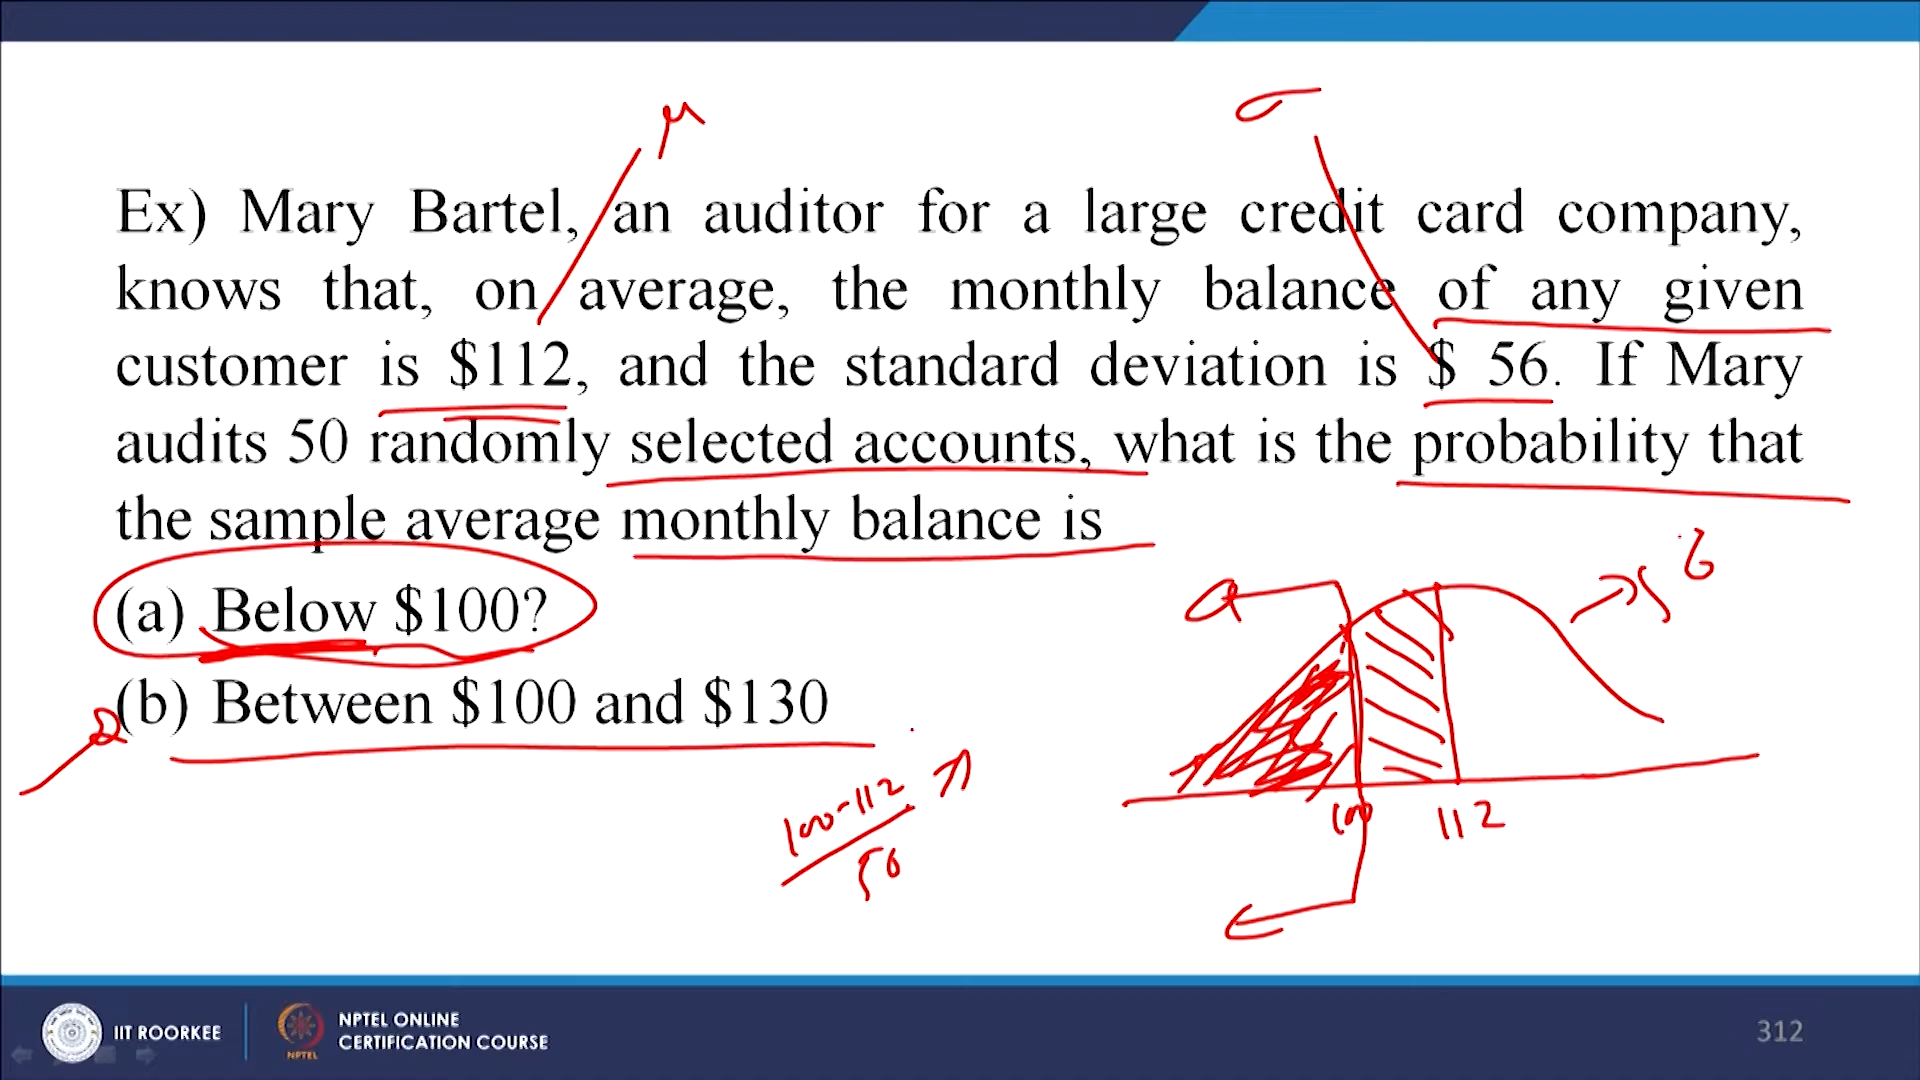 μ
σ
Ex) Mary Bartel, an auditor for a large credit card company,
knows that, on average, the monthly balance of any given
customer is $112, and the standard deviation is $ 56. If Mary
audits 50 randomly selected accounts, what is the probability that
the sample average monthly balance is
(a) Below $100?
(b) Between $100 and $130
100-112
56
56
100
112
IIT ROORKEE
NPTEL
NPTEL ONLINE
CERTIFICATION COURSE
312